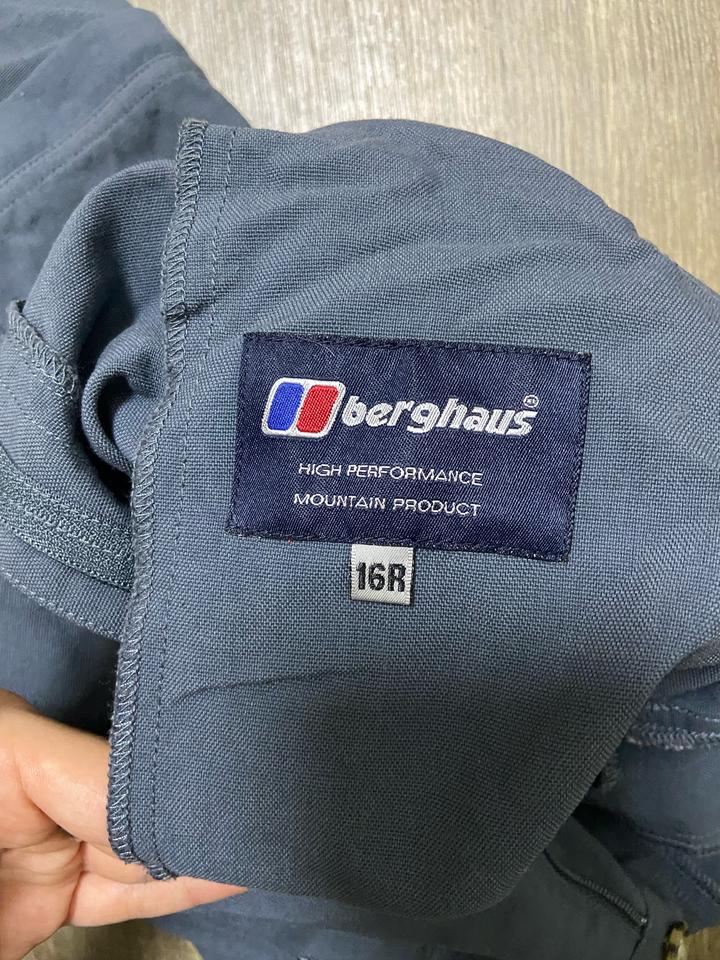 berghaus
HIGH PERFORMANCE
MOUNTAIN PRODUCT
16R